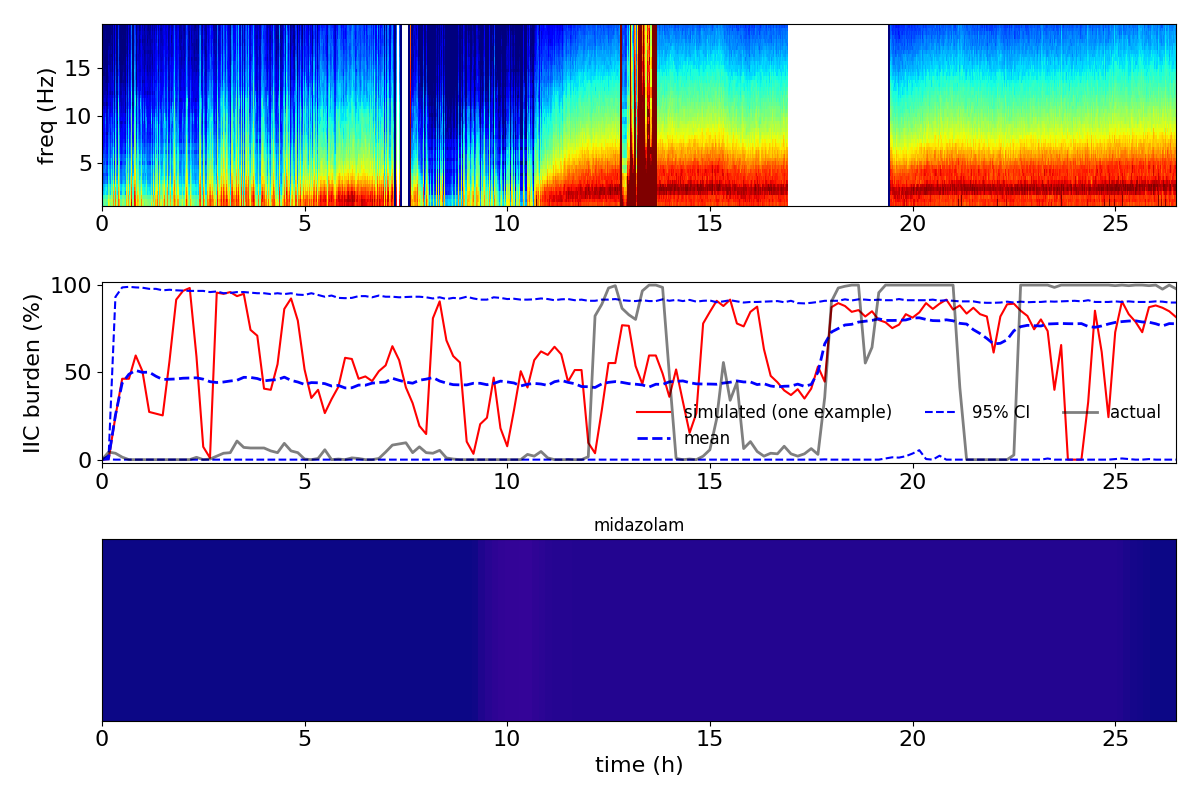 freq (Hz)
15
10
5
0 5 10 15 20 25
IIC burden (%)
100
50
0
simulated (one example) 95% CI actual
mean
0 5 10 15 20 25
midazolam
0 5 10 15 20 25
time (h)